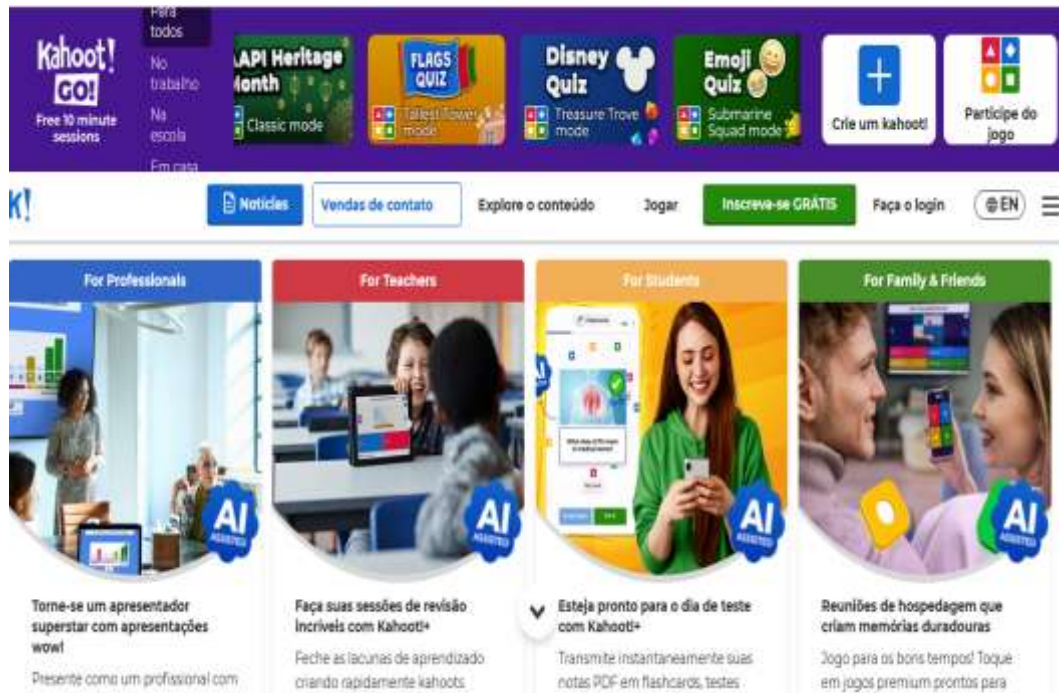 Kahoot!
GO!
Free 10 minute
sessions
Para
todos
No
trabalho
Na
escola
Em casa
API Heritage
Month
Classic mode
FLAGS
QUIZ
Tallest Tower
mode
Disney
Quiz
Treasure Trove
mode
Emoji
Quiz
Submarine
Squad mode
Crie um kahoot!
Participe do
jogo
K!
Notícias
Vendas de contato
Explore o conteúdo
Jogar
Inscreva-se GRÁTIS
Faça o login
EN
For Professionals
AI
ASSISTED
Torne-se um apresentador
superstar com apresentações
wow!
Presente como um profissional com
For Teachers
AI
ASSISTED
Faça suas sessões de revisão
incríveis com Kahoot!+
Feche as lacunas de aprendizado
criando rapidamente kahoots
For Students
AI
ASSISTED
Esteja pronto para o dia de teste
com Kahoot!+
Transmite instantaneamente suas
notas PDF em flashcards, testes
For Family & Friends
AI
ASSISTED
Reuniões de hospedagem que
criam memórias duradouras
Jogo para os bons tempos! Toque
em jogos premium prontos para